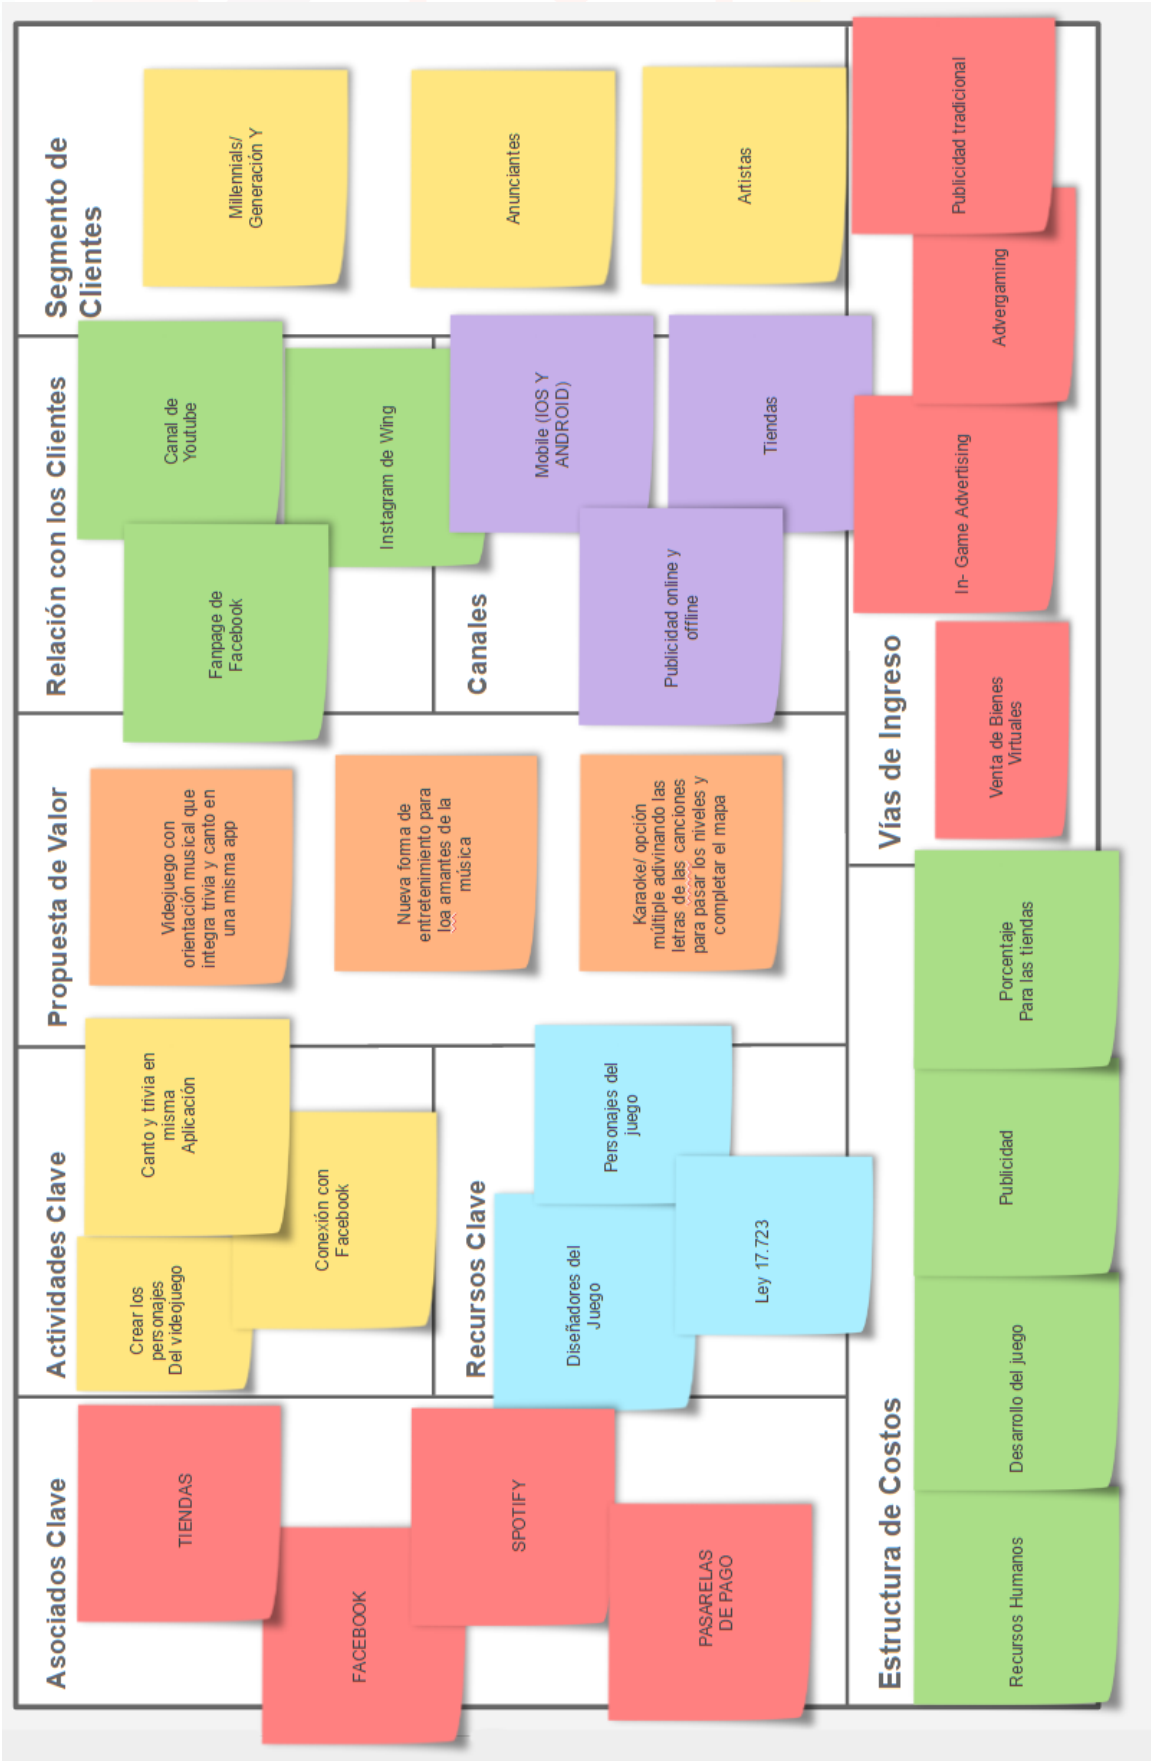 Asociados Clave
TIENDAS
FACEBOOK
SPOTIFY
PASARELAS
DE PAGO
Actividades Clave
Crear los
personajes
Del videojuego
Canto y trivia en
misma
Aplicación
Conexión con
Facebook
Recursos Clave
Diseñadores del
Juego
Personajes del
juego
Ley 17.723
Propuesta de Valor
Videojuego con
orientación musical que
integra trivia y canto en
una misma app
Nueva forma de
entretenimiento para
loa amantes de la
música
Karaoke/ opción
múltiple adivinando las
letras de las canciones
para pasar los niveles y
completar el mapa
Relación con los Clientes
Fanpage de
Facebook
Canal de
Youtube
Instagram de Wing
Canales
Mobile (IOS Y
ANDROID)
Publicidad online y
offline
Tiendas
Segmento de
Clientes
Millennials/
Generación Y
Anunciantes
Artistas
Estructura de Costos
Recursos Humanos
Desarrollo del juego
Publicidad
Porcentaje
Para las tiendas
Vías de Ingreso
Venta de Bienes
Virtuales
In- Game Advertising
Advergaming
Publicidad tradicional